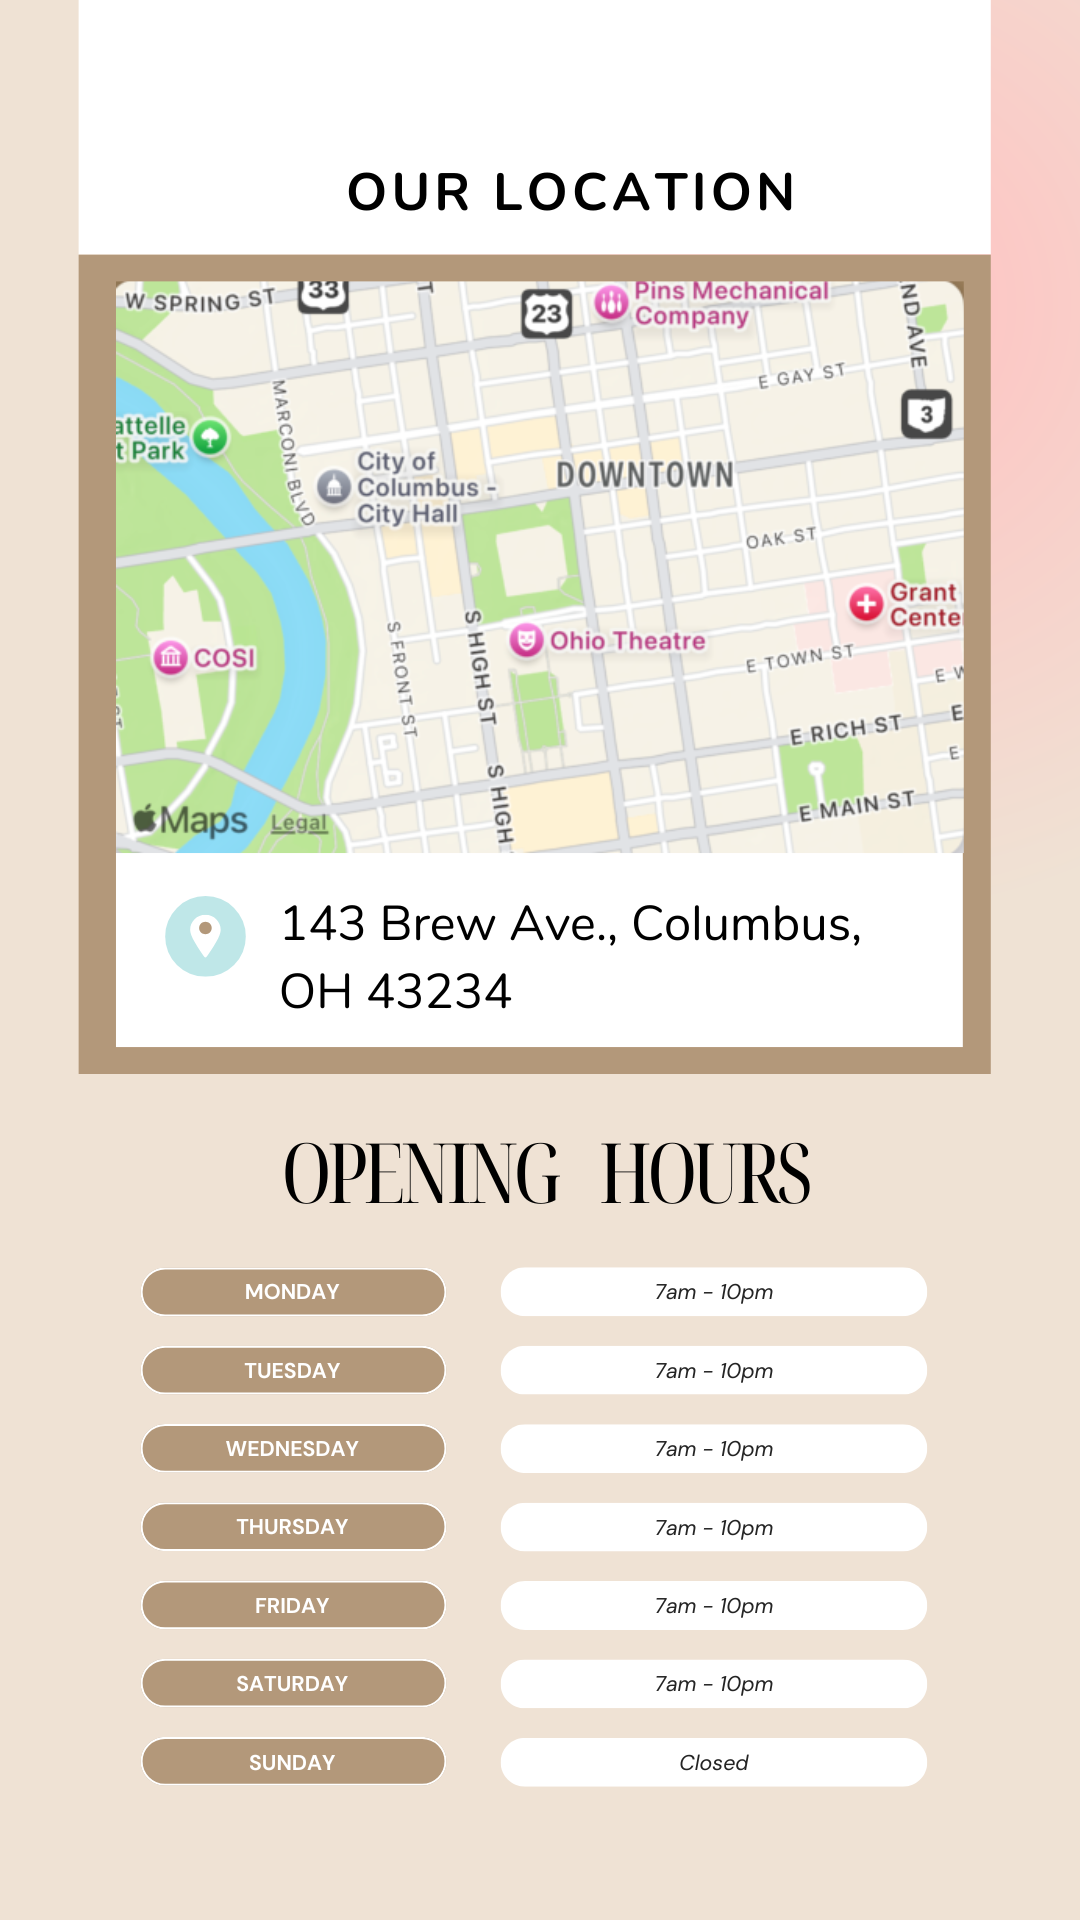 OUR LOCATION
W SPRING ST
33
23
Pins Mechanical
Company
ND AVE
E GAY ST
3
MARCONI BLVD
attelle
t Park
City of
Columbus -
City Hall
DOWNTOWN
OAK ST
Grant
Cente
S FRONT ST
S HIGH ST
Ohio Theatre
COSI
E TOWN ST
E W
E RICH ST
E
E
S HIGH
E MAIN ST
Maps
Legal
143 Brew Ave., Columbus,
OH 43234
OPENING HOURS
MONDAY 7am - 10pm
TUESDAY 7am - 10pm
WEDNESDAY 7am - 10pm
THURSDAY 7am - 10pm
FRIDAY 7am - 10pm
SATURDAY 7am - 10pm
SUNDAY Closed